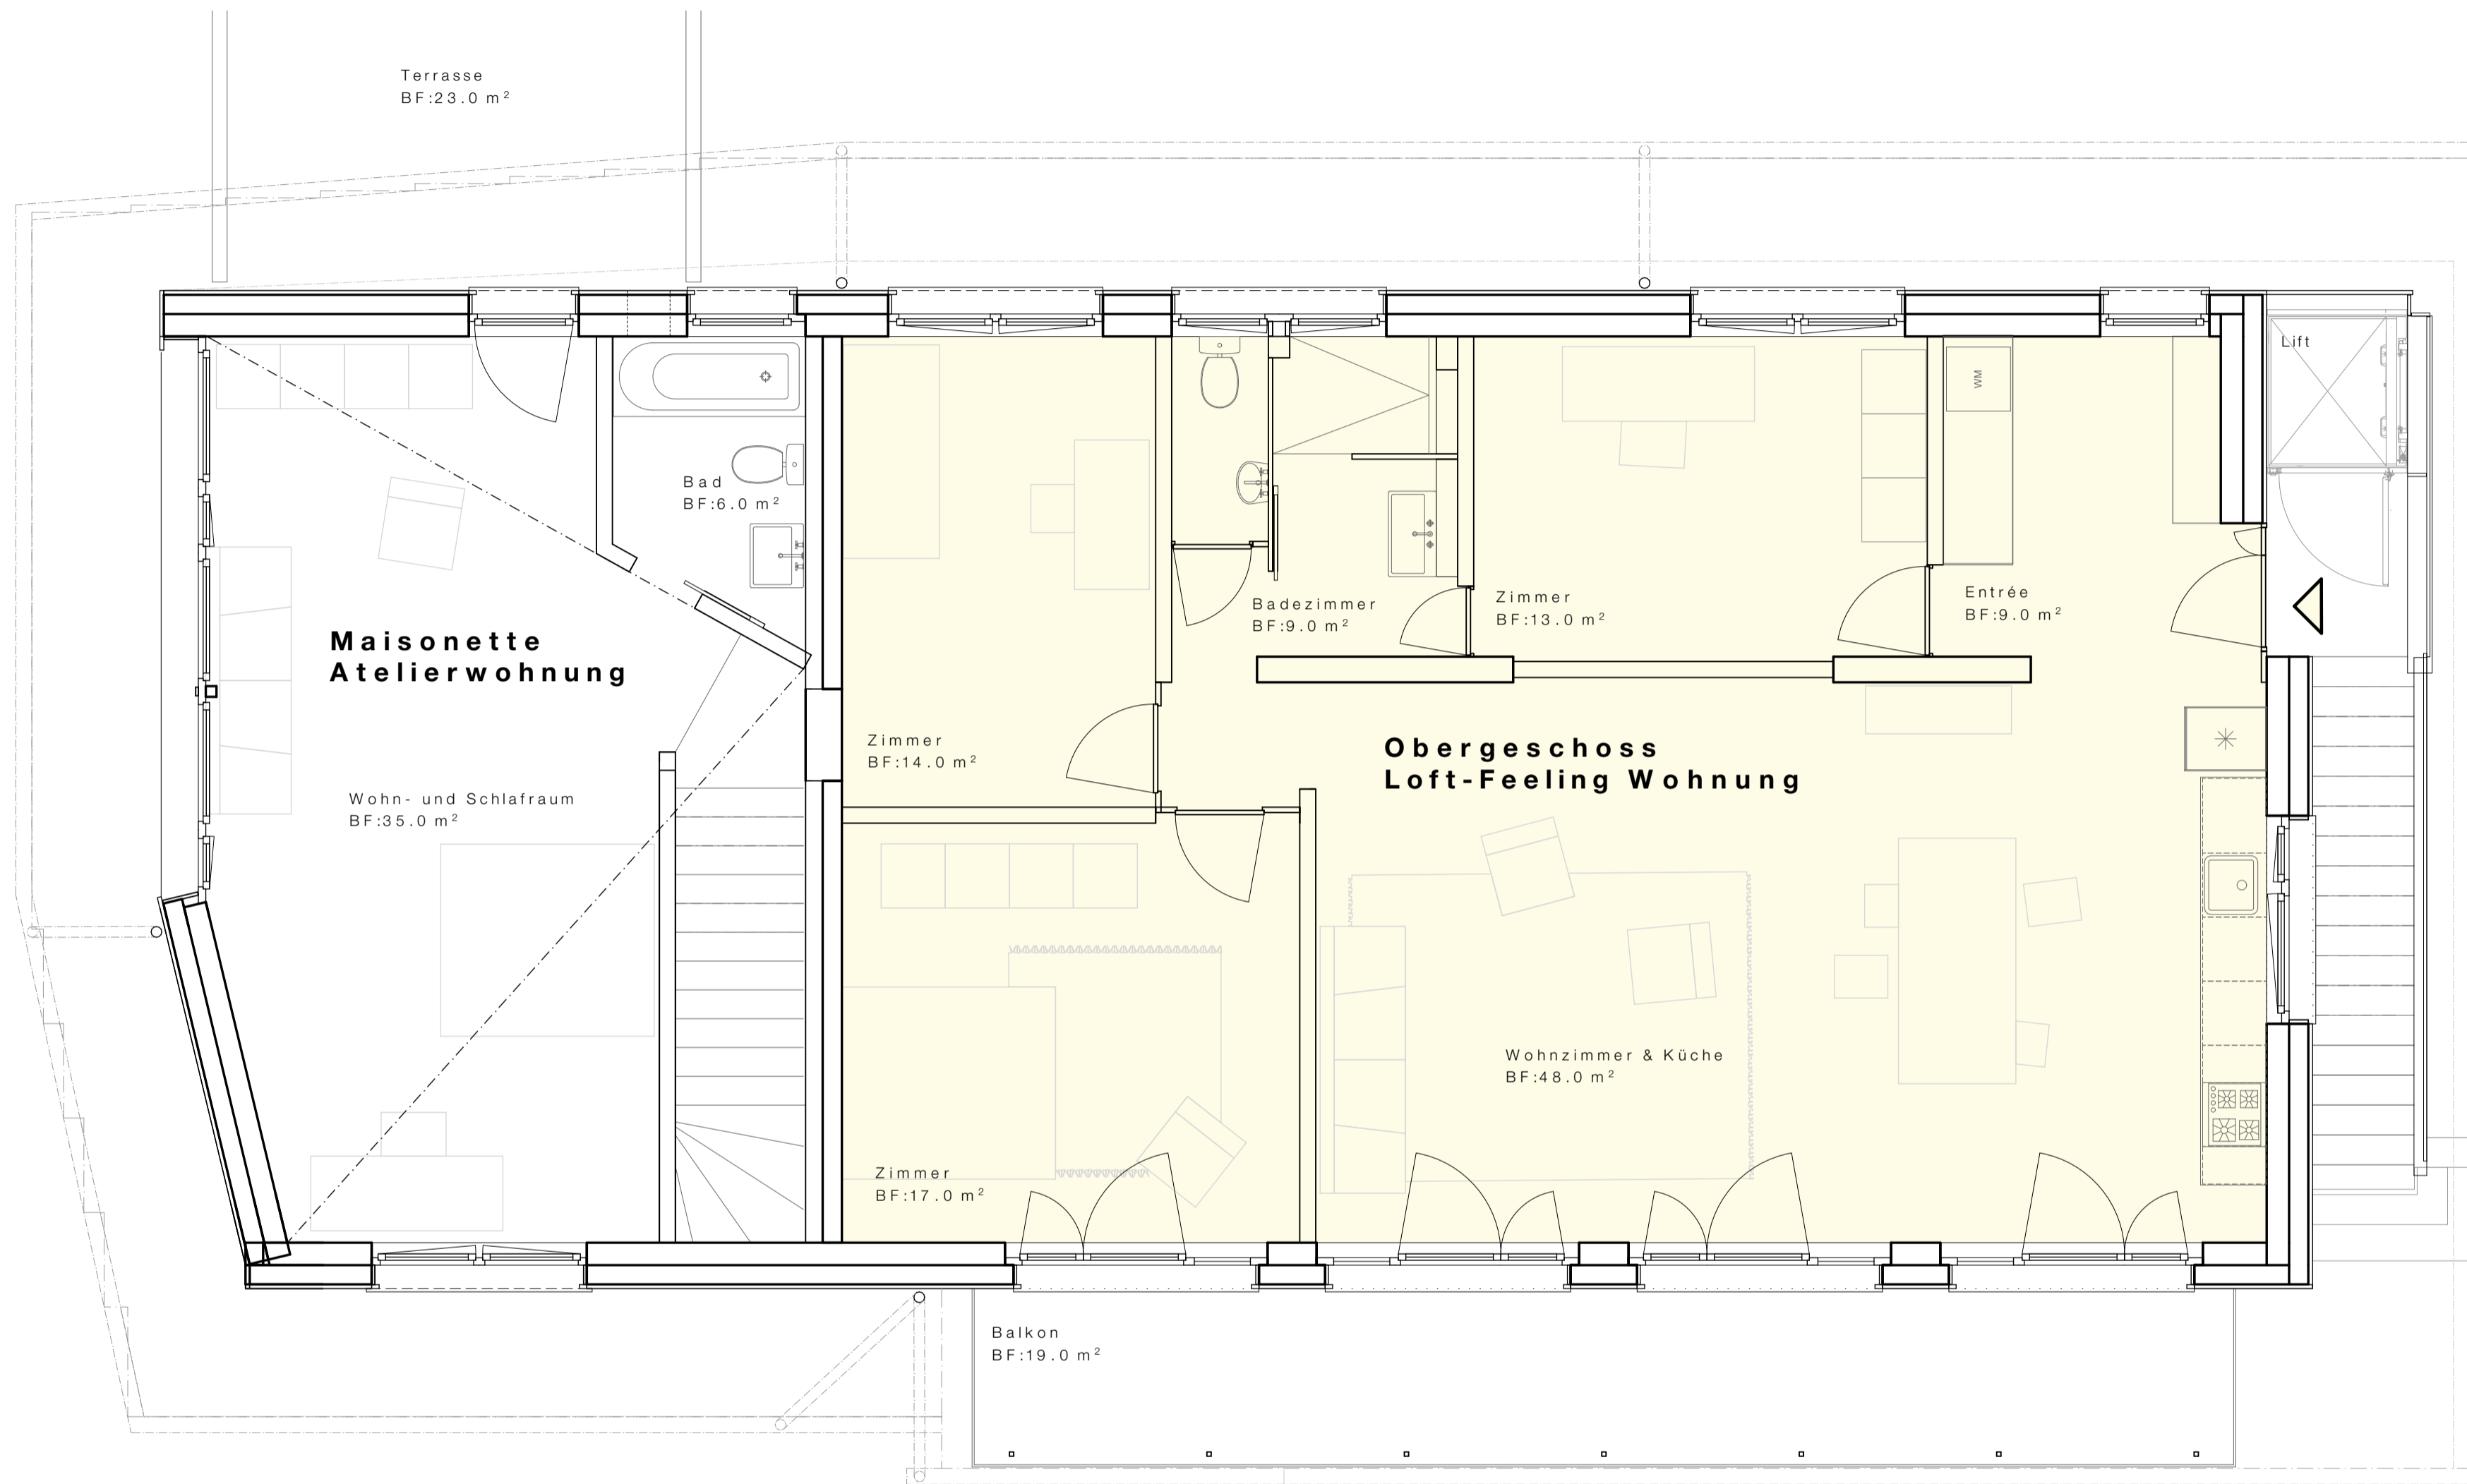 Terrasse
BF:23.0 m²
Lift
WM
Bad
BF:6.0 m²
Badezimmer
BF:9.0 m²
Zimmer
BF:13.0 m²
Entrée
BF:9.0 m²
Maisonette
Atelierwohnung
Zimmer
BF:14.0 m²
Obergeschoss
Loft-Feeling Wohnung
Wohn- und Schlafraum
BF:35.0 m²
Wohnzimmer & Küche
BF:48.0 m²
Zimmer
BF:17.0 m²
Balkon
BF:19.0 m²